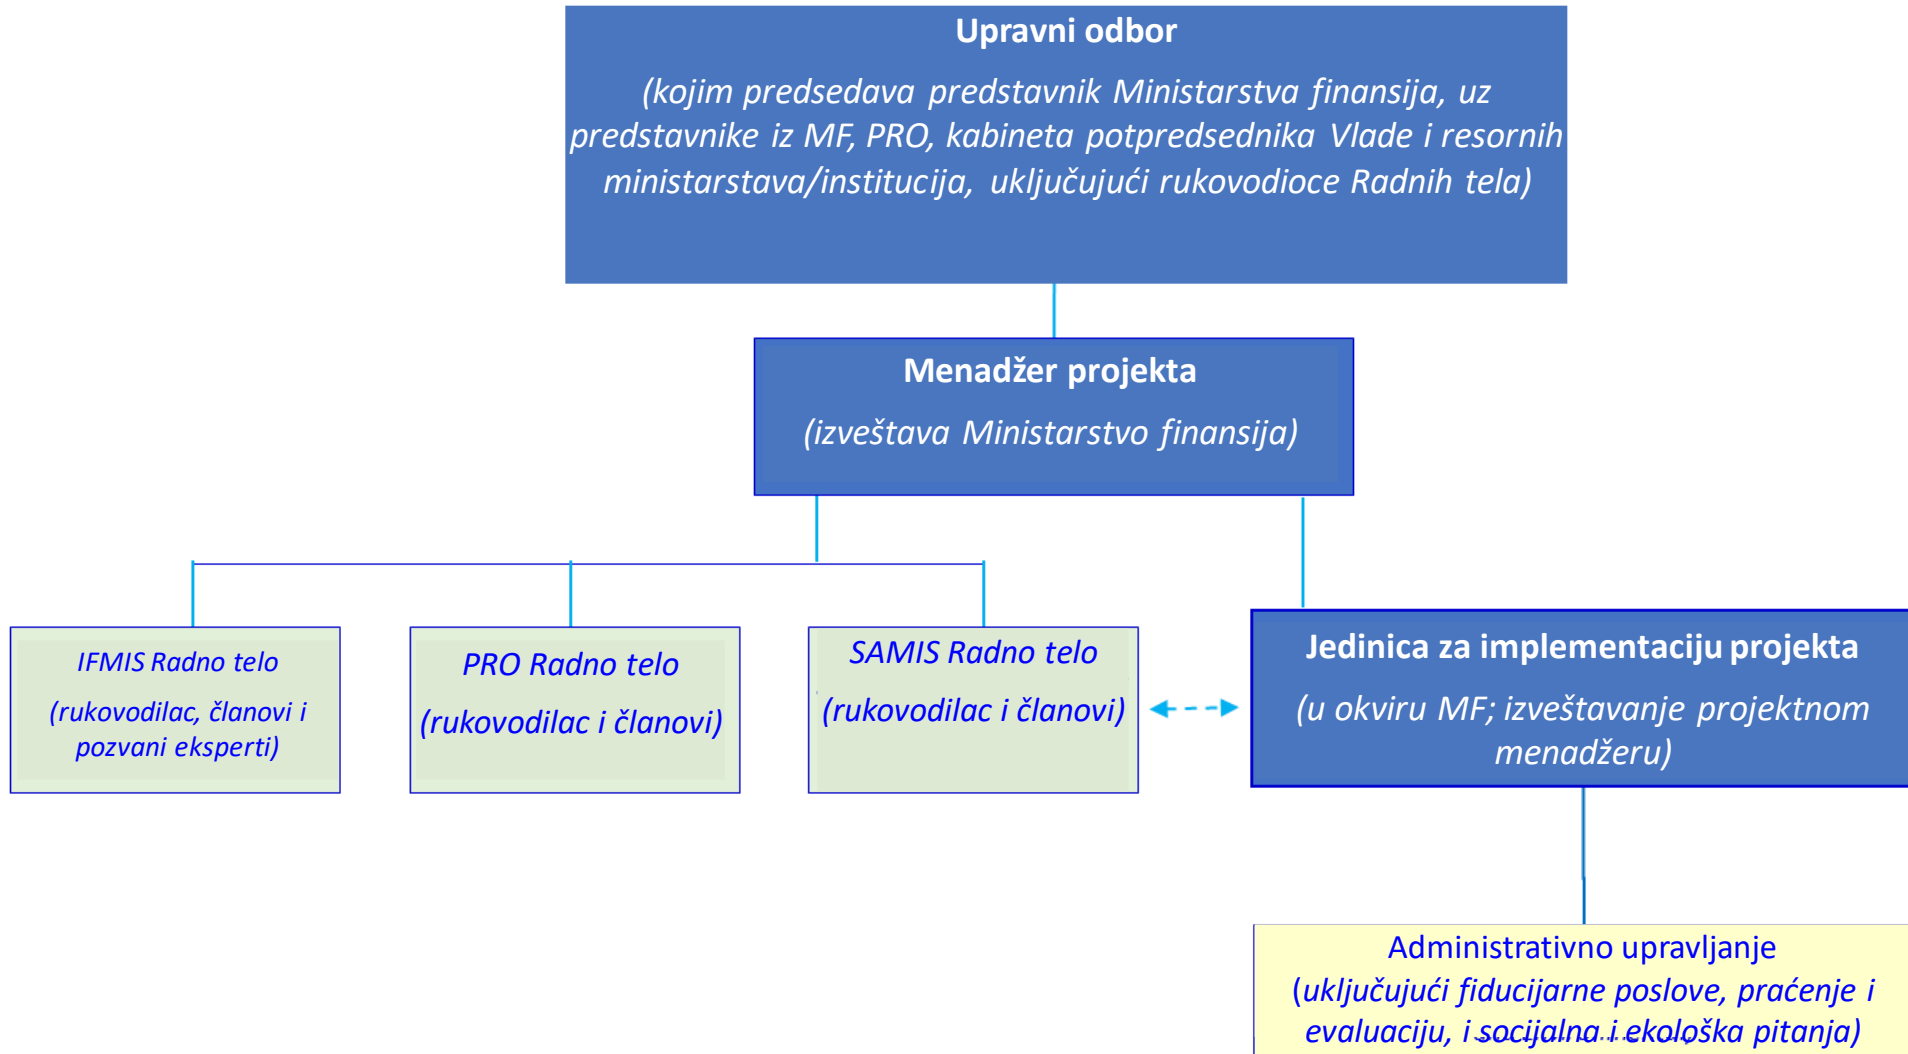 Upravni odbor
(kojim predsedava predstavnik Ministarstva finansija, uz
predstavnike iz MF, PRO, kabineta potpredsednika Vlade i resornih
ministarstava/institucija, uključujući rukovodioce Radnih tela)
Menadžer projekta
(izveštava Ministarstvo finansija)
IFMIS Radno telo
(rukovodilac, članovi i
pozvani eksperti)
PRO Radno telo
(rukovodilac i članovi)
SAMIS Radno telo
(rukovodilac i članovi)
Jedinica za implementaciju projekta
(u okviru MF; izveštavanje projektnom
menadžeru)
Administrativno upravljanje
(uključujući fiducijarne poslove, praćenje i
evaluaciju, i socijalna i ekološka pitanja)